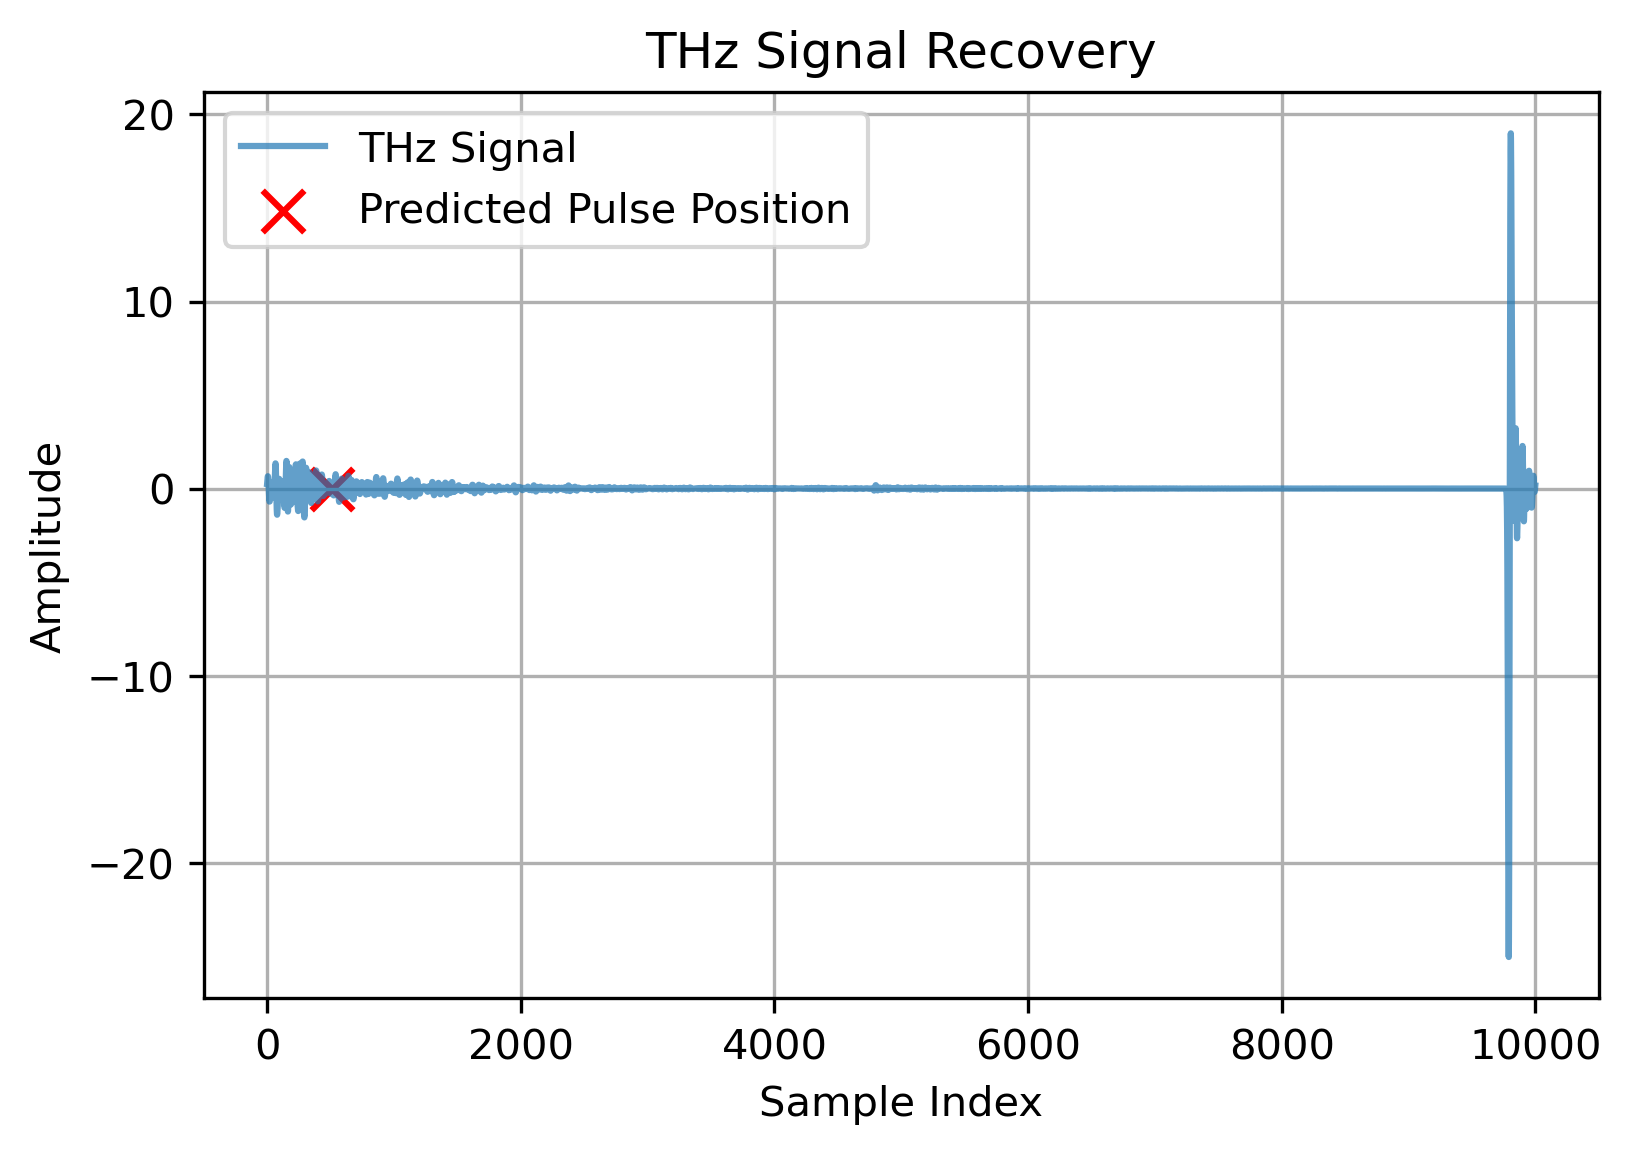 THz Signal Recovery
THz Signal
Predicted Pulse Position
20
10
0
−10
−20
Amplitude
0 2000 4000 6000 8000 10000
Sample Index